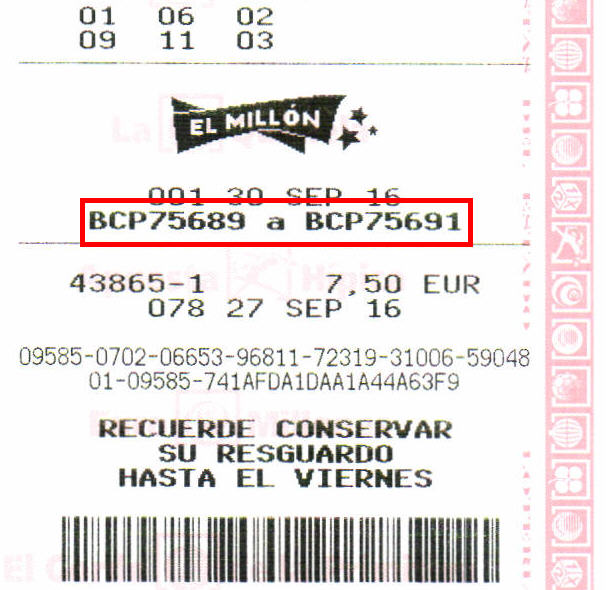 01 06 02
09 11 03
EL MILLÓN
001 30 SEP 16
BCP75689 a BCP75691
43865-1 7,50 EUR
078 27 SEP 16
09585-0702-06653-96811-72319-31006-59048
01-09585-741AFDA1DAA1A44A63F9
RECUERDE CONSERVAR
SU RESGUARDO
HASTA EL VIERNES